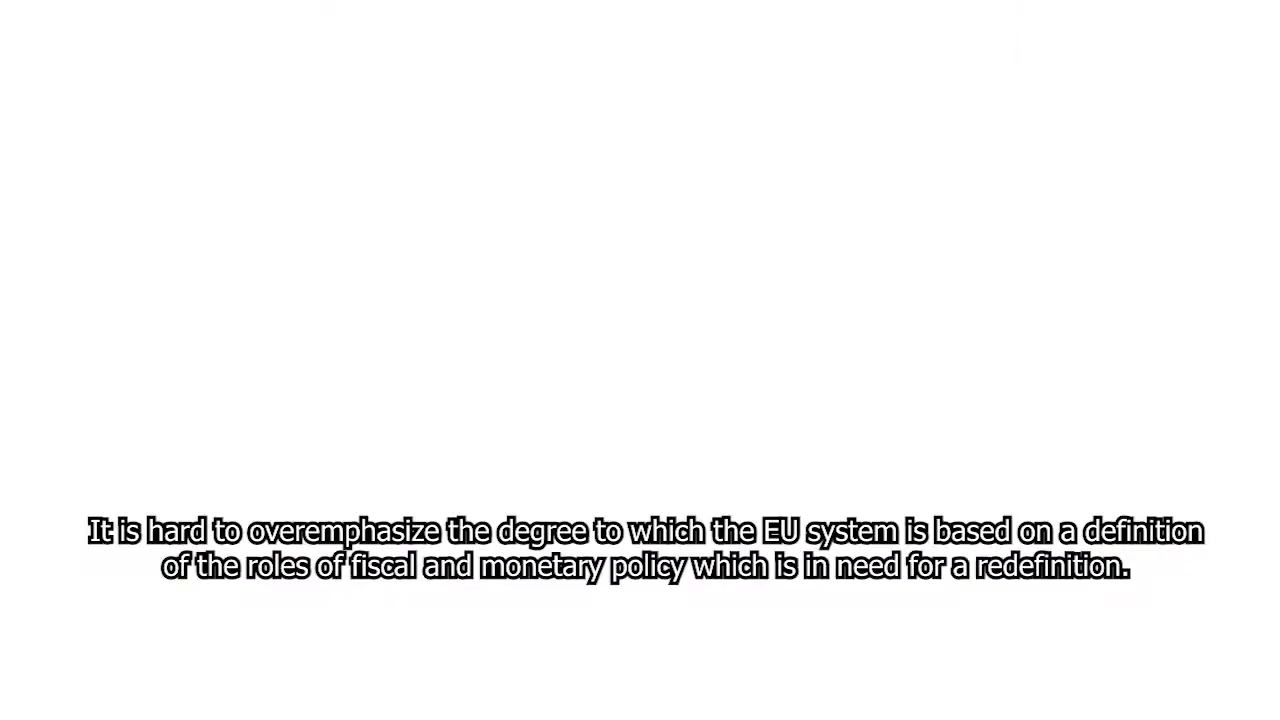 It is hard to overemphasize the degree to which the EU system is based on a definition
of the roles of fiscal and monetary policy which is in need for a redefinition.